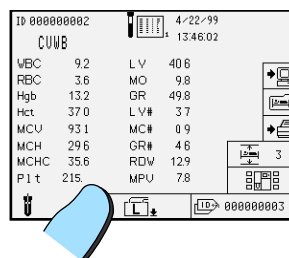 ID 000000002 4/22/99
1 13:46:02
CVWB
WBC 9.2 LY 40 6
RBC 3.6 MO 9.8
Hgb 13.2 GR 49.8
Hct 37 0 LY# 3 7
MCV 93 1 MC# 0 9
MCH 29 6 GR# 4 6
MCHC 35.6 RDW 12.9
Plt 215. MPV 7.8
3
L ID 000000003